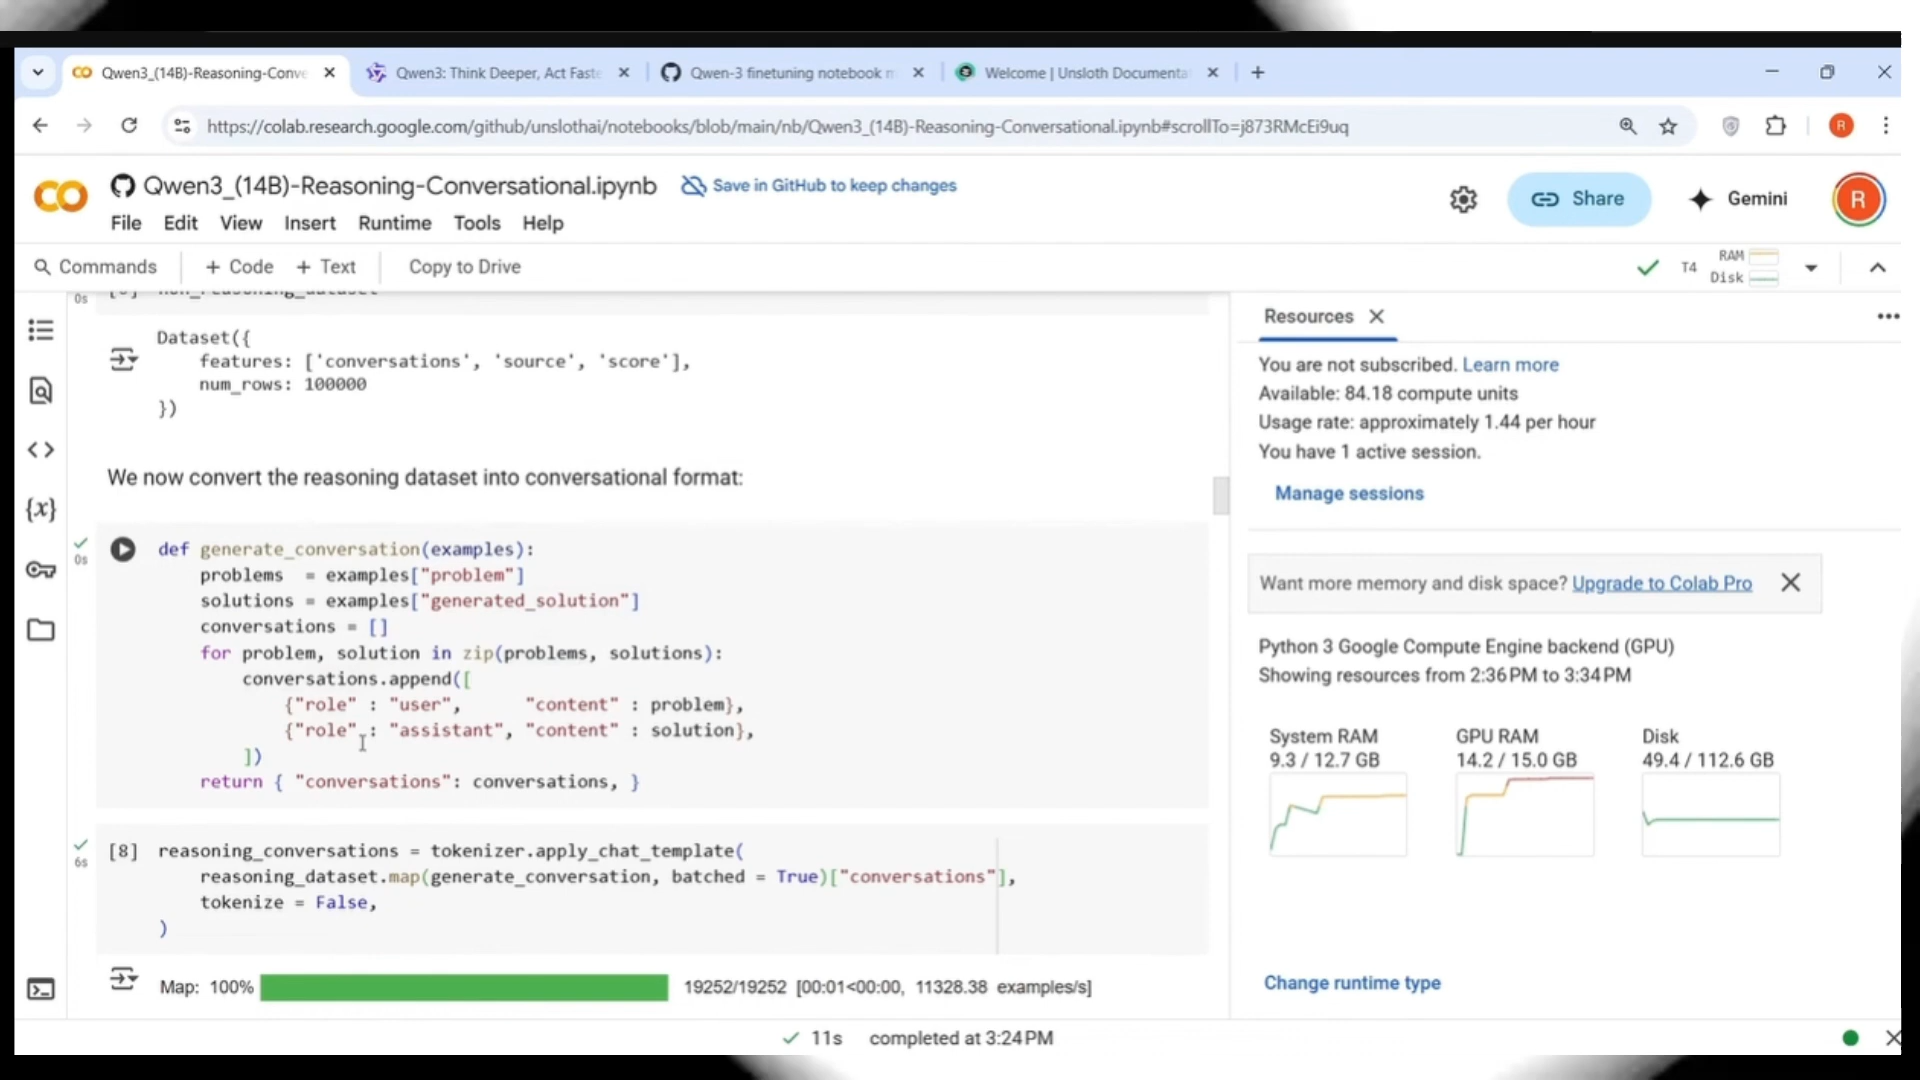 Qwen3_(14B)-Reasoning-Conve
Qwen3: Think Deeper, Act Faste
Qwen-3 finetuning notebook
Welcome | Unsloth Documenta
https://colab.research.google.com/github/unslothai/notebooks/blob/main/nb/Qwen3_(14B)-Reasoning-Conversational.ipynb#scrollTo=j873RMcEi9uq
R
Qwen3_(14B)-Reasoning-Conversational.ipynb
Save in GitHub to keep changes
Share
Gemini
R
File Edit View Insert Runtime Tools Help
Commands
+ Code + Text
Copy to Drive
T4
RAM
Disk
0s
non_reasoning_dataset
Dataset({
    features: ['conversations', 'source', 'score'],
    num_rows: 100000
})
We now convert the reasoning dataset into conversational format:
0s
def generate_conversation(examples):
    problems  = examples["problem"]
    solutions = examples["generated_solution"]
    conversations = []
    for problem, solution in zip(problems, solutions):
        conversations.append([
            {"role" : "user",      "content" : problem},
            {"role" : "assistant", "content" : solution},
        ])
    return { "conversations": conversations, }
6s
[8] reasoning_conversations = tokenizer.apply_chat_template(
    reasoning_dataset.map(generate_conversation, batched = True)["conversations"],
    tokenize = False,
)
Map: 100% 19252/19252 [00:01<00:00, 11328.38 examples/s]
Resources
You are not subscribed. Learn more
Available: 84.18 compute units
Usage rate: approximately 1.44 per hour
You have 1 active session.
Manage sessions
Want more memory and disk space? Upgrade to Colab Pro
Python 3 Google Compute Engine backend (GPU)
Showing resources from 2:36 PM to 3:34 PM
System RAM
9.3 / 12.7 GB
GPU RAM
14.2 / 15.0 GB
Disk
49.4 / 112.6 GB
Change runtime type
11s completed at 3:24 PM